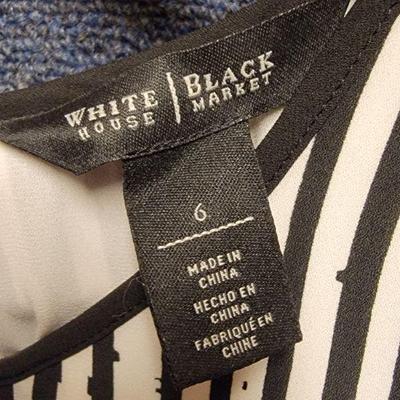 WHITE HOUSE | BLACK MARKET
6
MADE IN
CHINA
HECHO EN
CHINA
FABRIQUÉ EN
CHINE